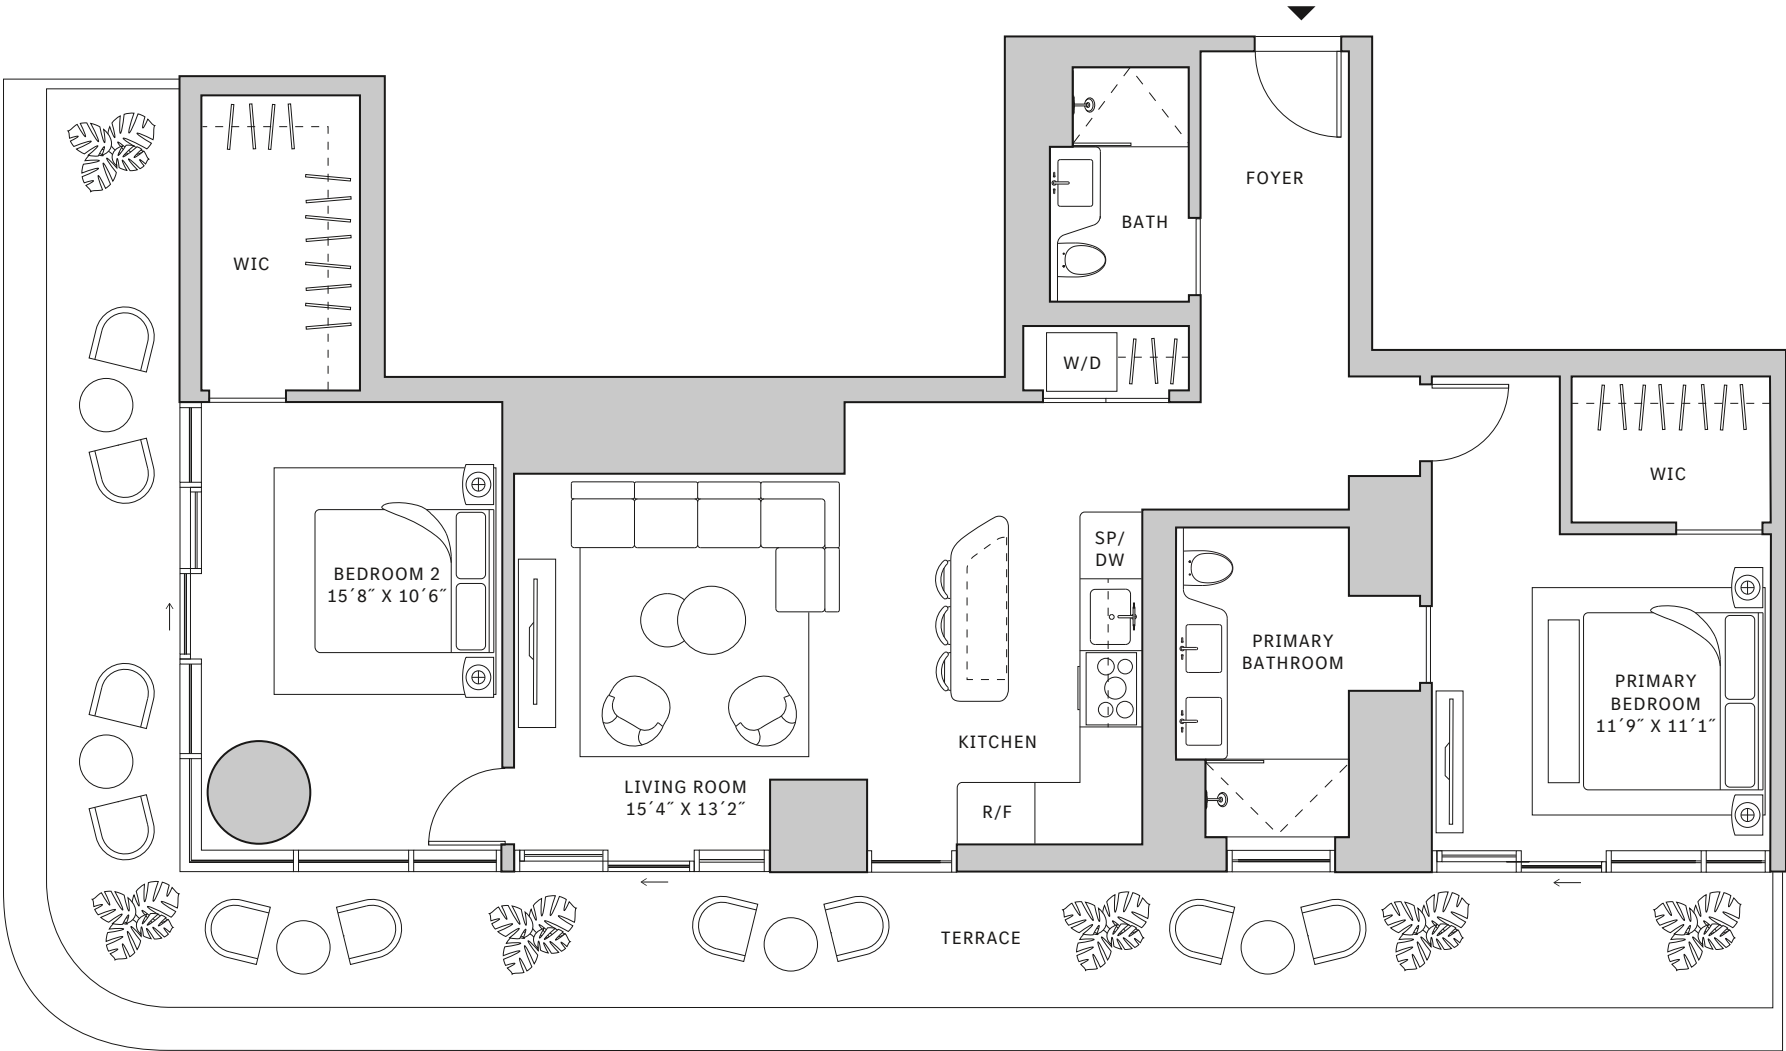 FOYER
BATH
WIC
W/D
WIC
SP/
DW
BEDROOM 2
15´8˝ X 10´6˝
PRIMARY
BATHROOM
PRIMARY
BEDROOM
11´9˝ X 11´1˝
KITCHEN
LIVING ROOM
15´4˝ X 13´2˝
R/F
TERRACE